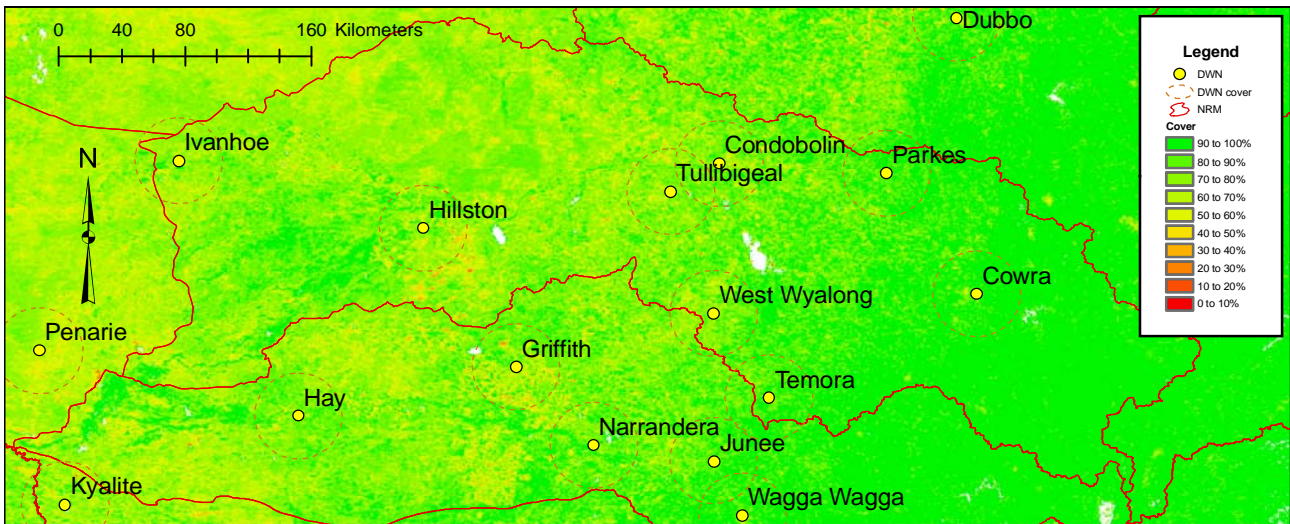 Dubbo
0 40 80 160 Kilometers
Ivanhoe
Condobolin
Parkes
Tullibigeal
N
Hillston
Cowra
West Wyalong
Penarie
Griffith
Temora
Hay
Narrandera
Junee
Kyalite
Wagga Wagga
Legend
DWN
DWN cover
NRM
Cover
90 to 100%
80 to 90%
70 to 80%
60 to 70%
50 to 60%
40 to 50%
30 to 40%
20 to 30%
10 to 20%
0 to 10%